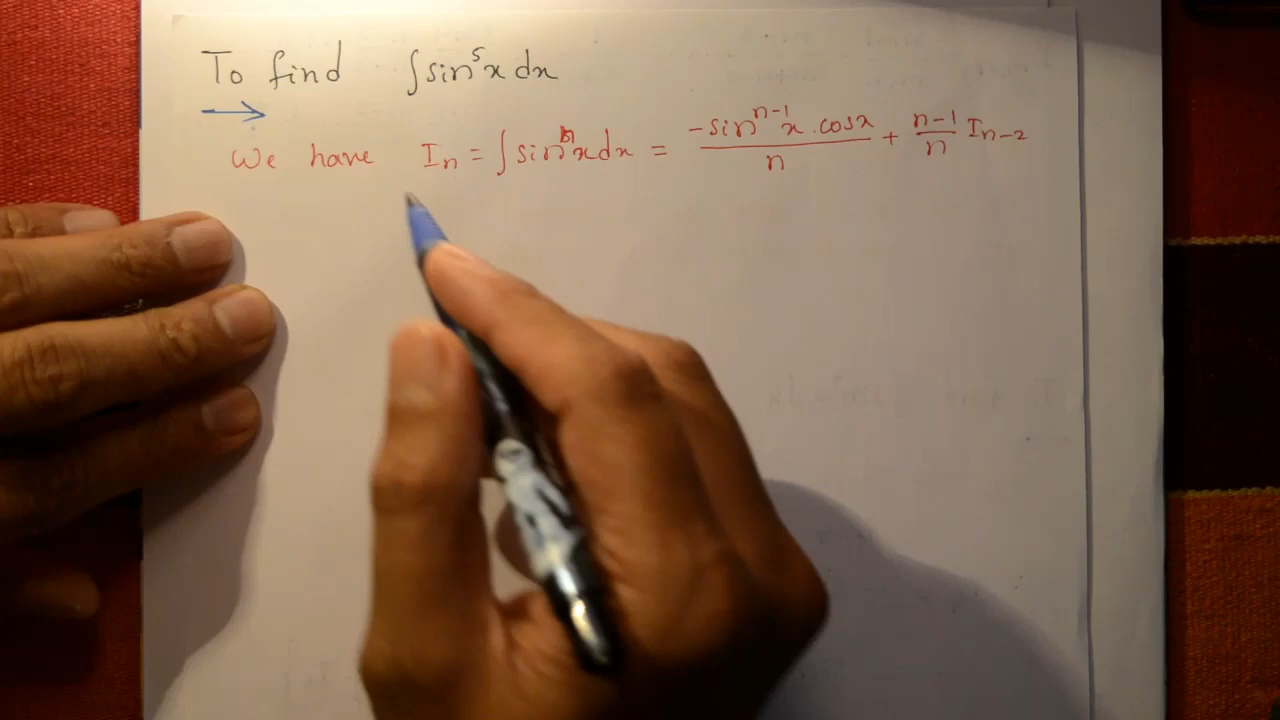 To find ∫sin⁵x dx
We have Iₙ = ∫sinⁿx dx = -sinⁿ⁻¹x . cosx / n + n-1 / n Iₙ₋₂